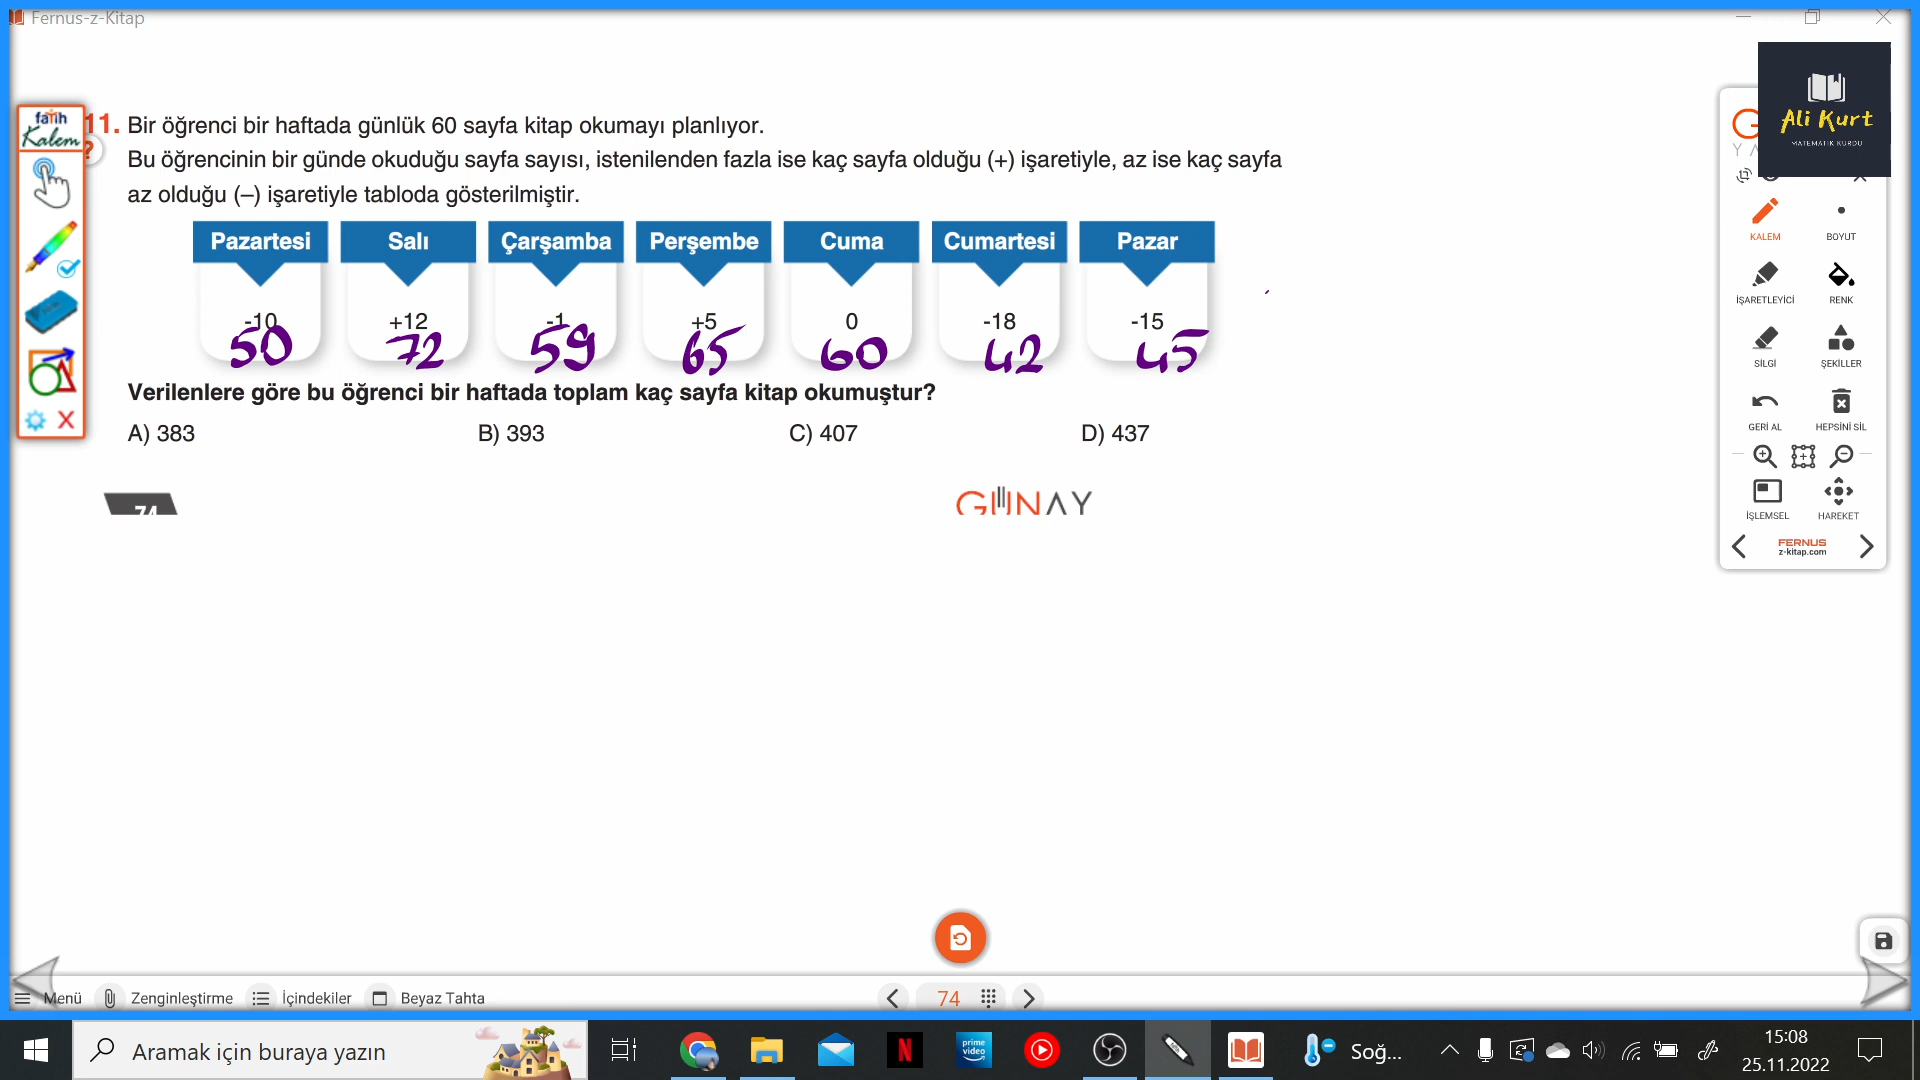 Fernus-z-Kitap
Ali Kurt
MATEMATİK KURDU
fatih
Kalem
11. Bir öğrenci bir haftada günlük 60 sayfa kitap okumayı planlıyor.
?
Bu öğrencinin bir günde okuduğu sayfa sayısı, istenilenden fazla ise kaç sayfa olduğu (+) işaretiyle, az ise kaç sayfa
az olduğu (–) işaretiyle tabloda gösterilmiştir.
Pazartesi Salı Çarşamba Perşembe Cuma Cumartesi Pazar
-10 +12 -1 +5 0 -18 -15
50 72 59 65 60 42 45
Verilenlere göre bu öğrenci bir haftada toplam kaç sayfa kitap okumuştur?
A) 383 B) 393 C) 407 D) 437
74
GÜNAY
G
YA
KALEM BOYUT
İŞARETLEYİCİ RENK
SİLGİ ŞEKİLLER
GERİ AL HEPSİNİ SİL
İŞLEMSEL HAREKET
FERNUS
z-kitap.com
Menü Zenginleştirme İçindekiler Beyaz Tahta 74
Aramak için buraya yazın
N
prime
video
Soğ...
15:08
25.11.2022